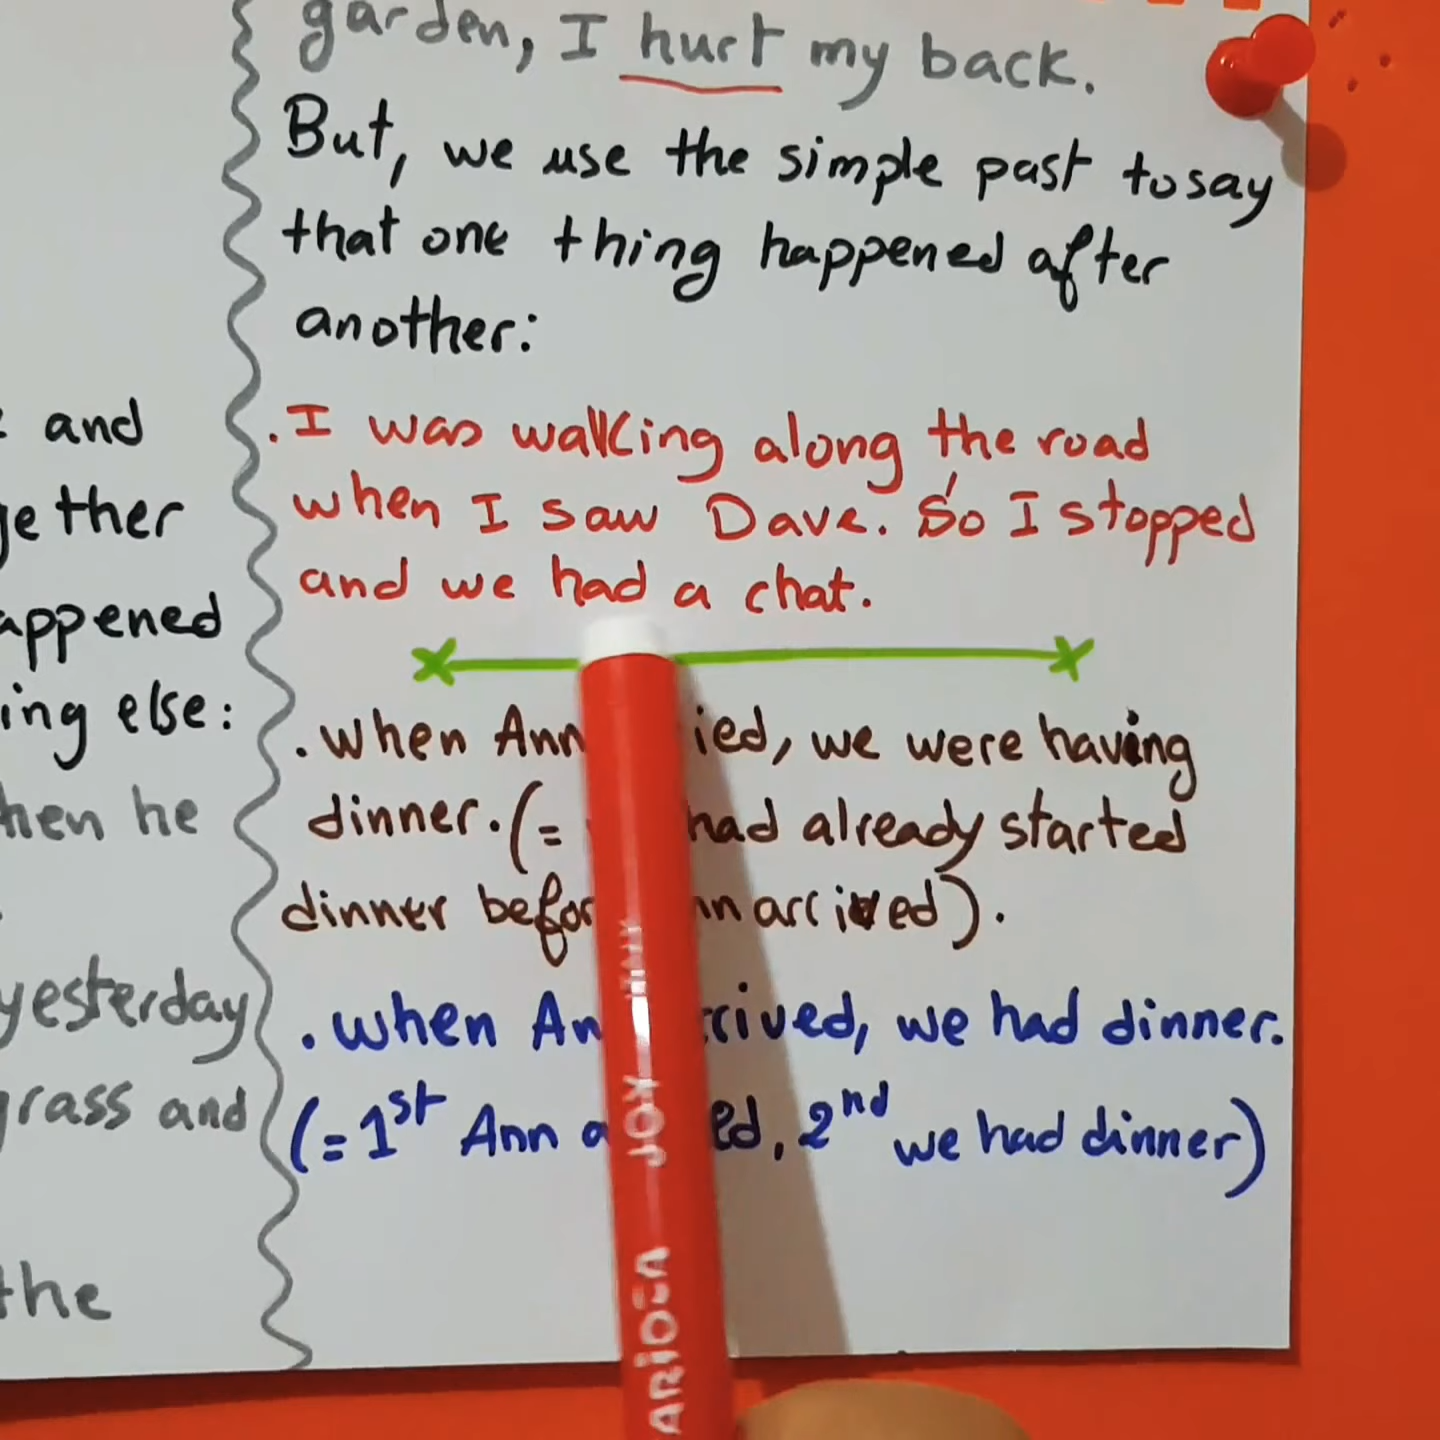 garden, I hurt my back.
But, we use the simple past to say
that one thing happened after
another:
. I was walking along the road
when I saw Dave. So I stopped
and we had a chat.
. when Ann ied, we were having
dinner. (= had already started
dinner befor nn arrived).
. when An rived, we had dinner.
(= 1st Ann a ed, 2nd we had dinner)
and
gether
appened
ing else:
hen he
yesterday
grass and
the
ARIDEA JOY